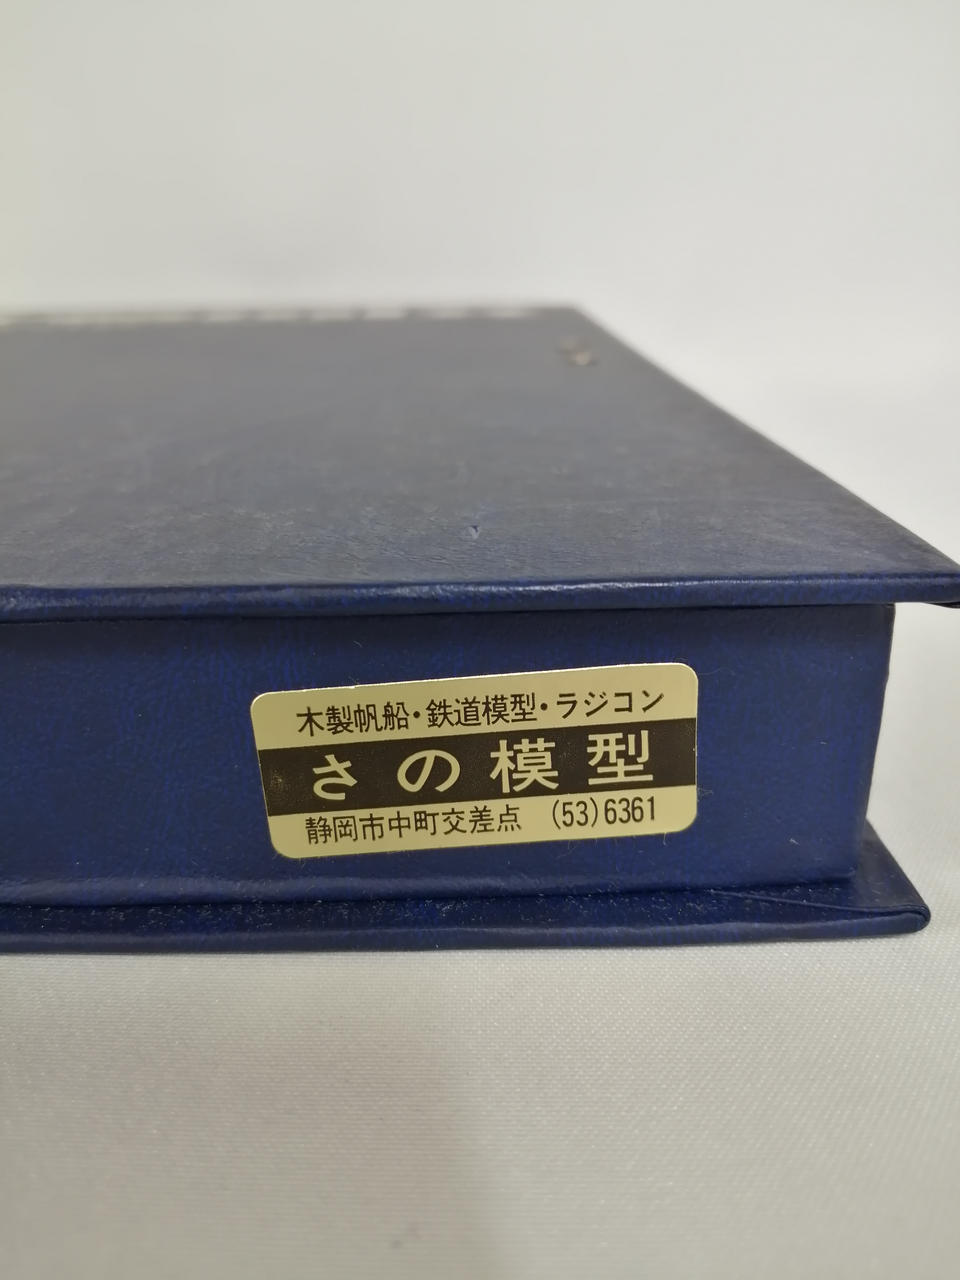 木製帆船・鉄道模型・ラジコン
さの模型
静岡市中町交差点 (53)6361